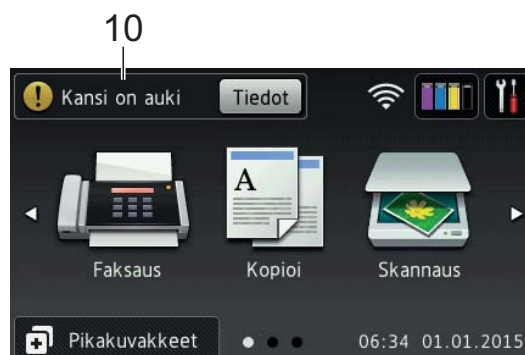 10
Kansi on auki Tiedot
A
Faksaus Kopioi Skannaus
Pikakuvakkeet 06:34 01.01.2015